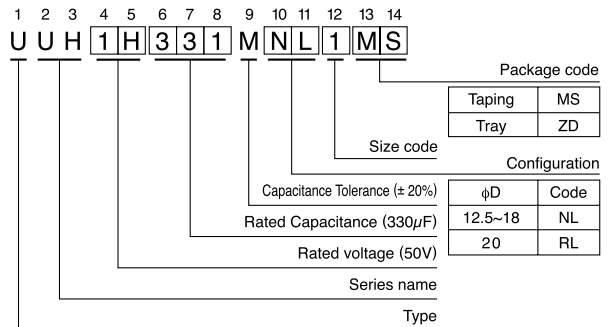 1 2 3 4 5 6 7 8 9 10 11 12 13 14
U U H 1 H 3 3 1 M N L 1 M S
Package code
Taping MS
Tray ZD
Size code
Configuration
Capacitance Tolerance (± 20%)
ϕD Code
12.5~18 NL
20 RL
Rated Capacitance (330µF)
Rated voltage (50V)
Series name
Type